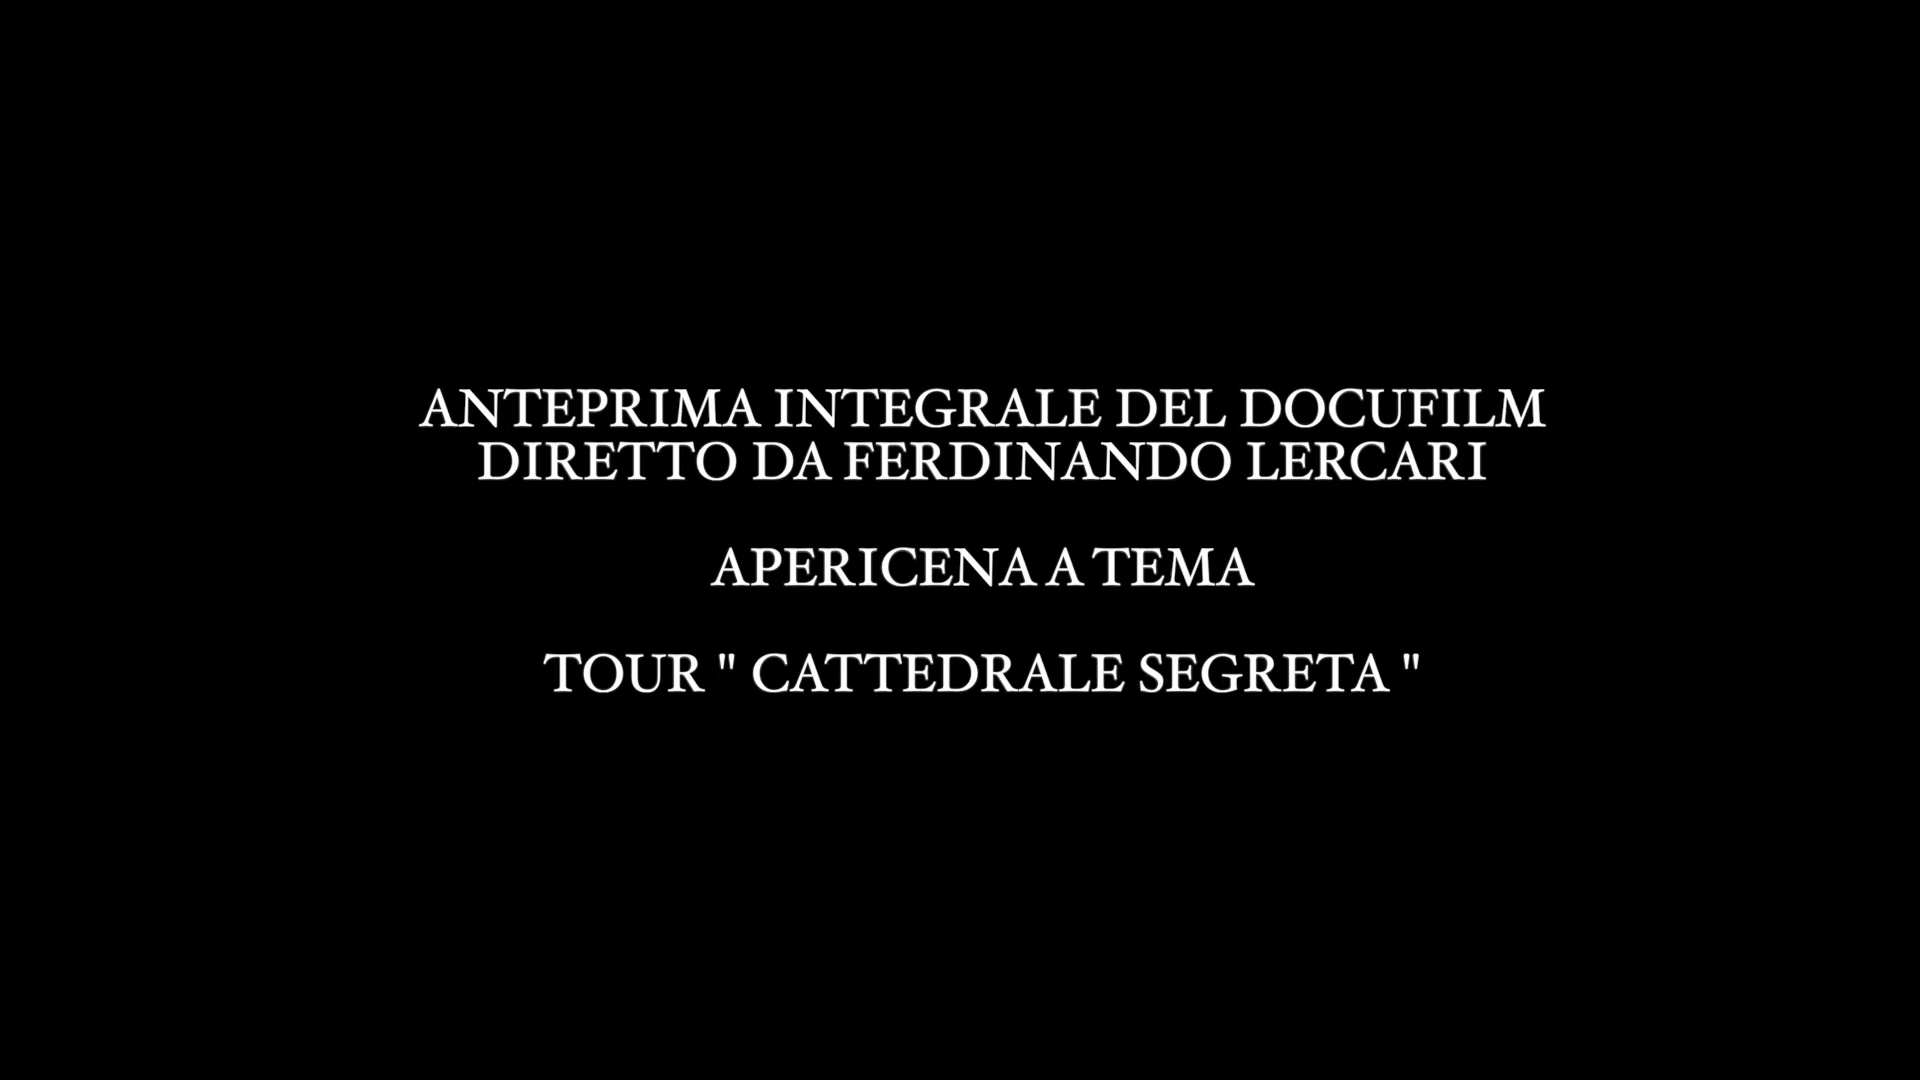 ANTEPRIMA INTEGRALE DEL DOCUFILM
DIRETTO DA FERDINANDO LERCARI
APERICENA A TEMA
TOUR " CATTEDRALE SEGRETA "